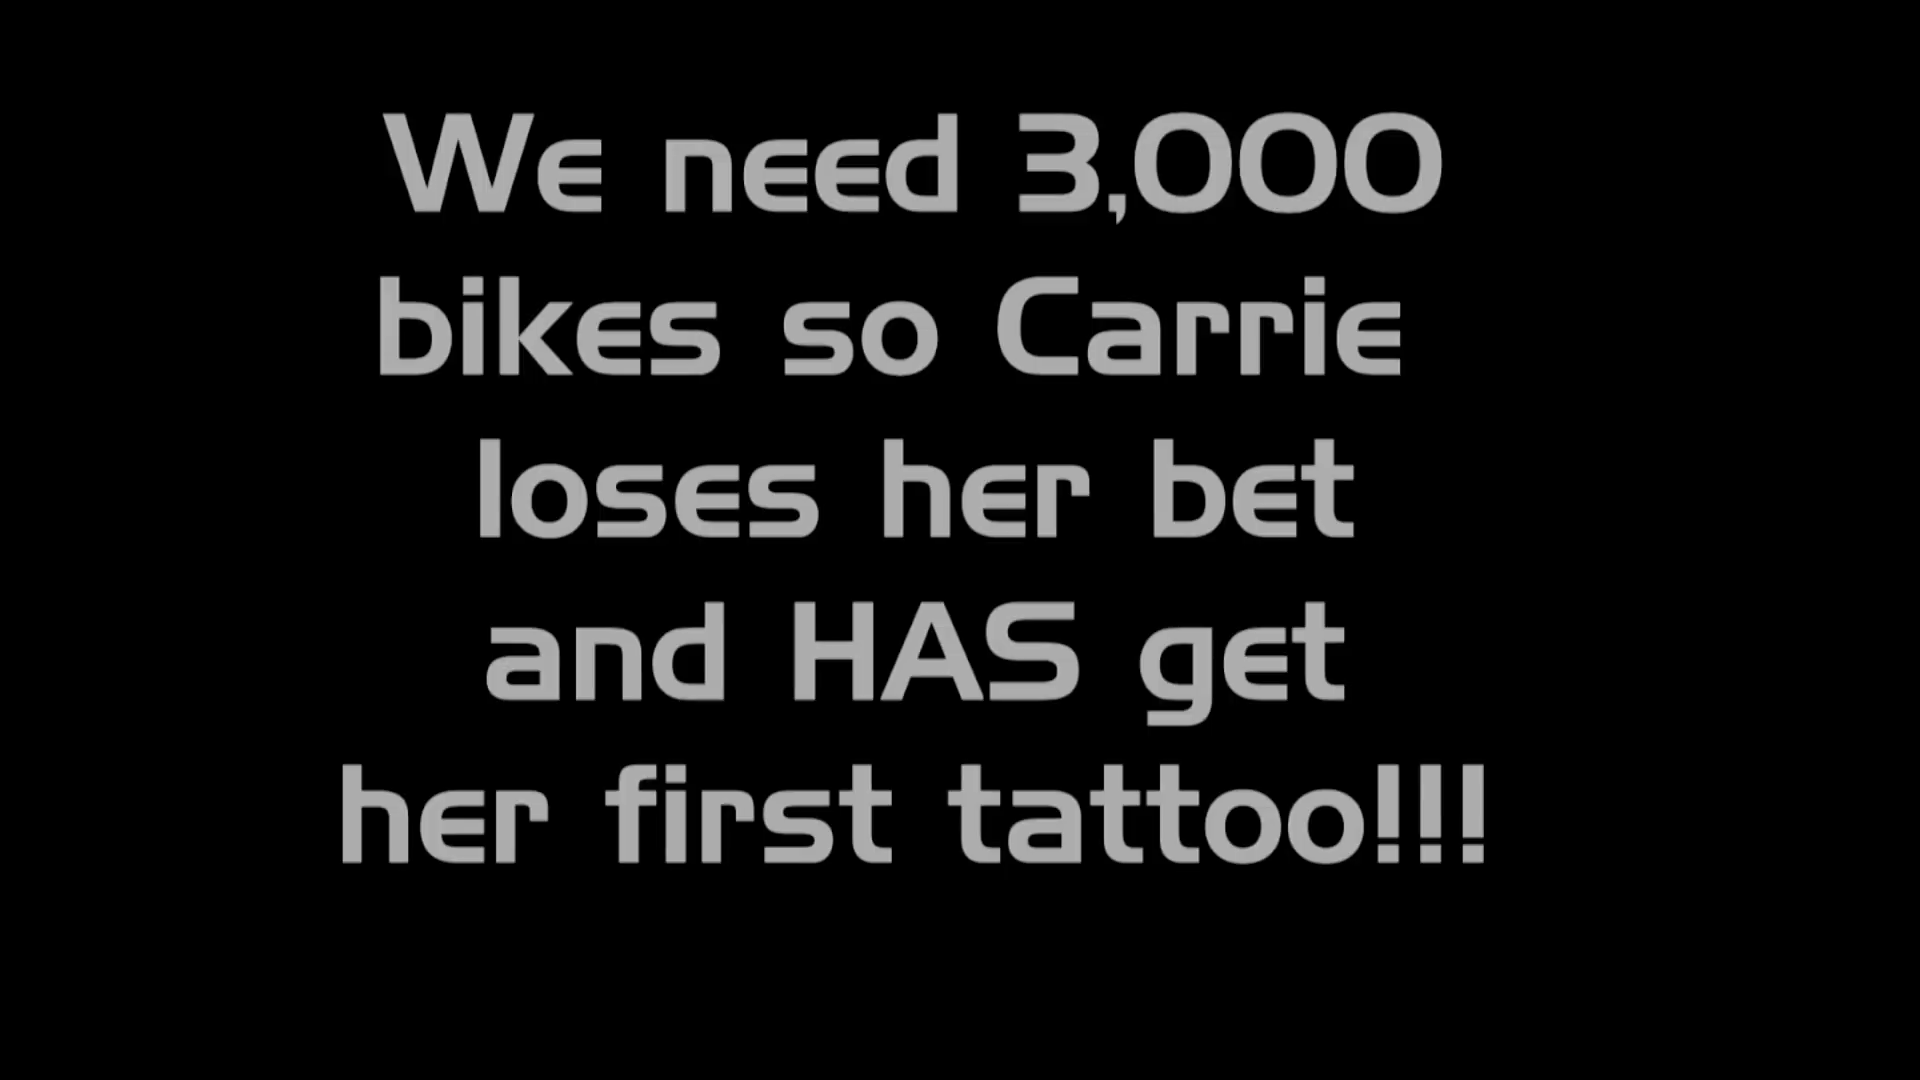 We need 3,000
bikes so Carrie
loses her bet
and HAS get
her first tattoo!!!